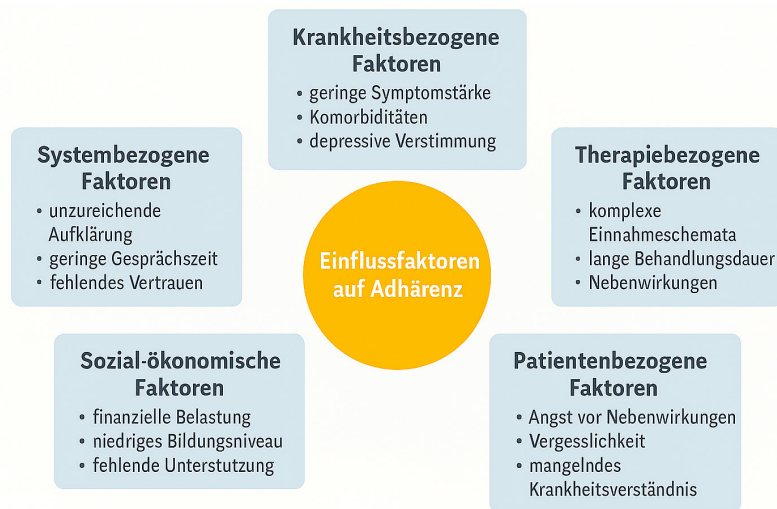 Krankheitsbezogene
Faktoren
• geringe Symptomstärke
• Komorbiditäten
• depressive Verstimmung
Systembezogene
Faktoren
• unzureichende
Aufklärung
• geringe Gesprächszeit
• fehlendes Vertrauen
Therapiebezogene
Faktoren
• komplexe
Einnahmeschemata
• lange Behandlungsdauer
• Nebenwirkungen
Einflussfaktoren
auf Adhärenz
Sozial-ökonomische
Faktoren
• finanzielle Belastung
• niedriges Bildungsniveau
• fehlende Unterstutzung
Patientenbezogene
Faktoren
• Angst vor Nebenwirkungen
• Vergesslichkeit
• mangelndes
Krankheitsverständnis